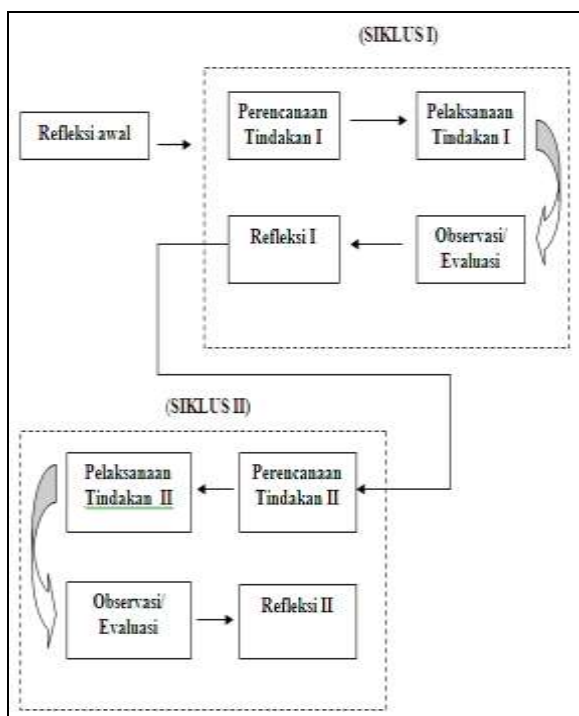 (SIKLUS I)
Refleksi awal
Perencanaan
Tindakan I
Pelaksanaan
Tindakan I
Observasi/
Evaluasi
Refleksi I
(SIKLUS II)
Perencanaan
Tindakan II
Pelaksanaan
Tindakan II
Observasi/
Evaluasi
Refleksi II